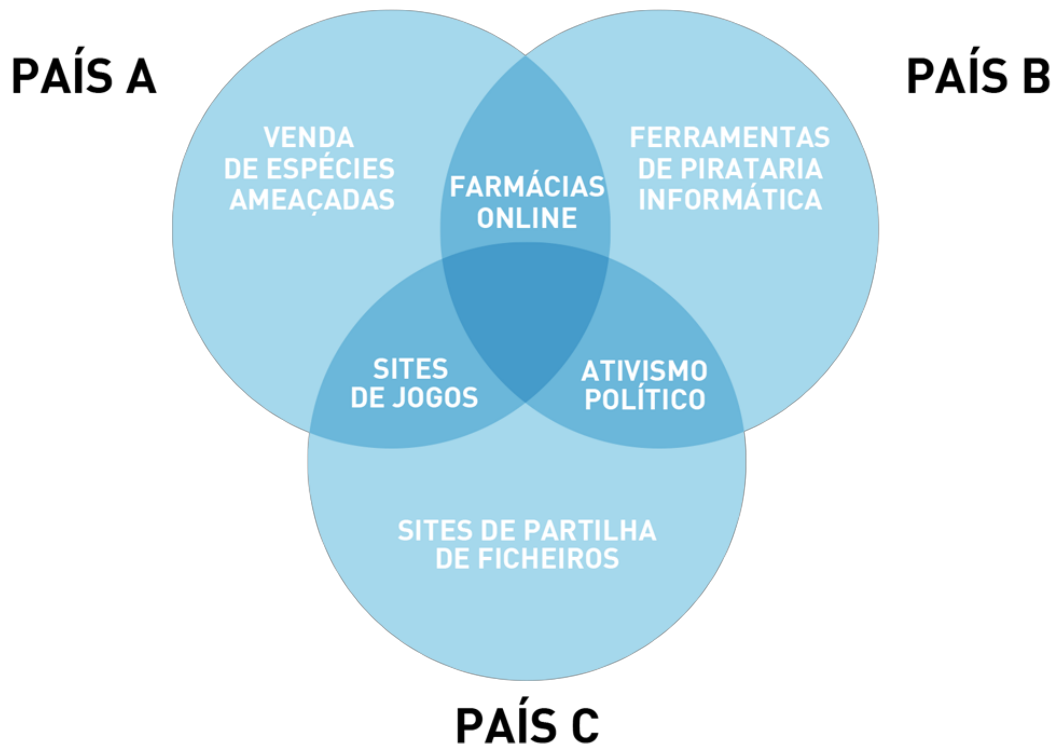 PAÍS A
PAÍS B
VENDA
DE ESPÉCIES
AMEAÇADAS
FARMÁCIAS
ONLINE
FERRAMENTAS
DE PIRATARIA
INFORMÁTICA
SITES
DE JOGOS
ATIVISMO
POLÍTICO
SITES DE PARTILHA
DE FICHEIROS
PAÍS C